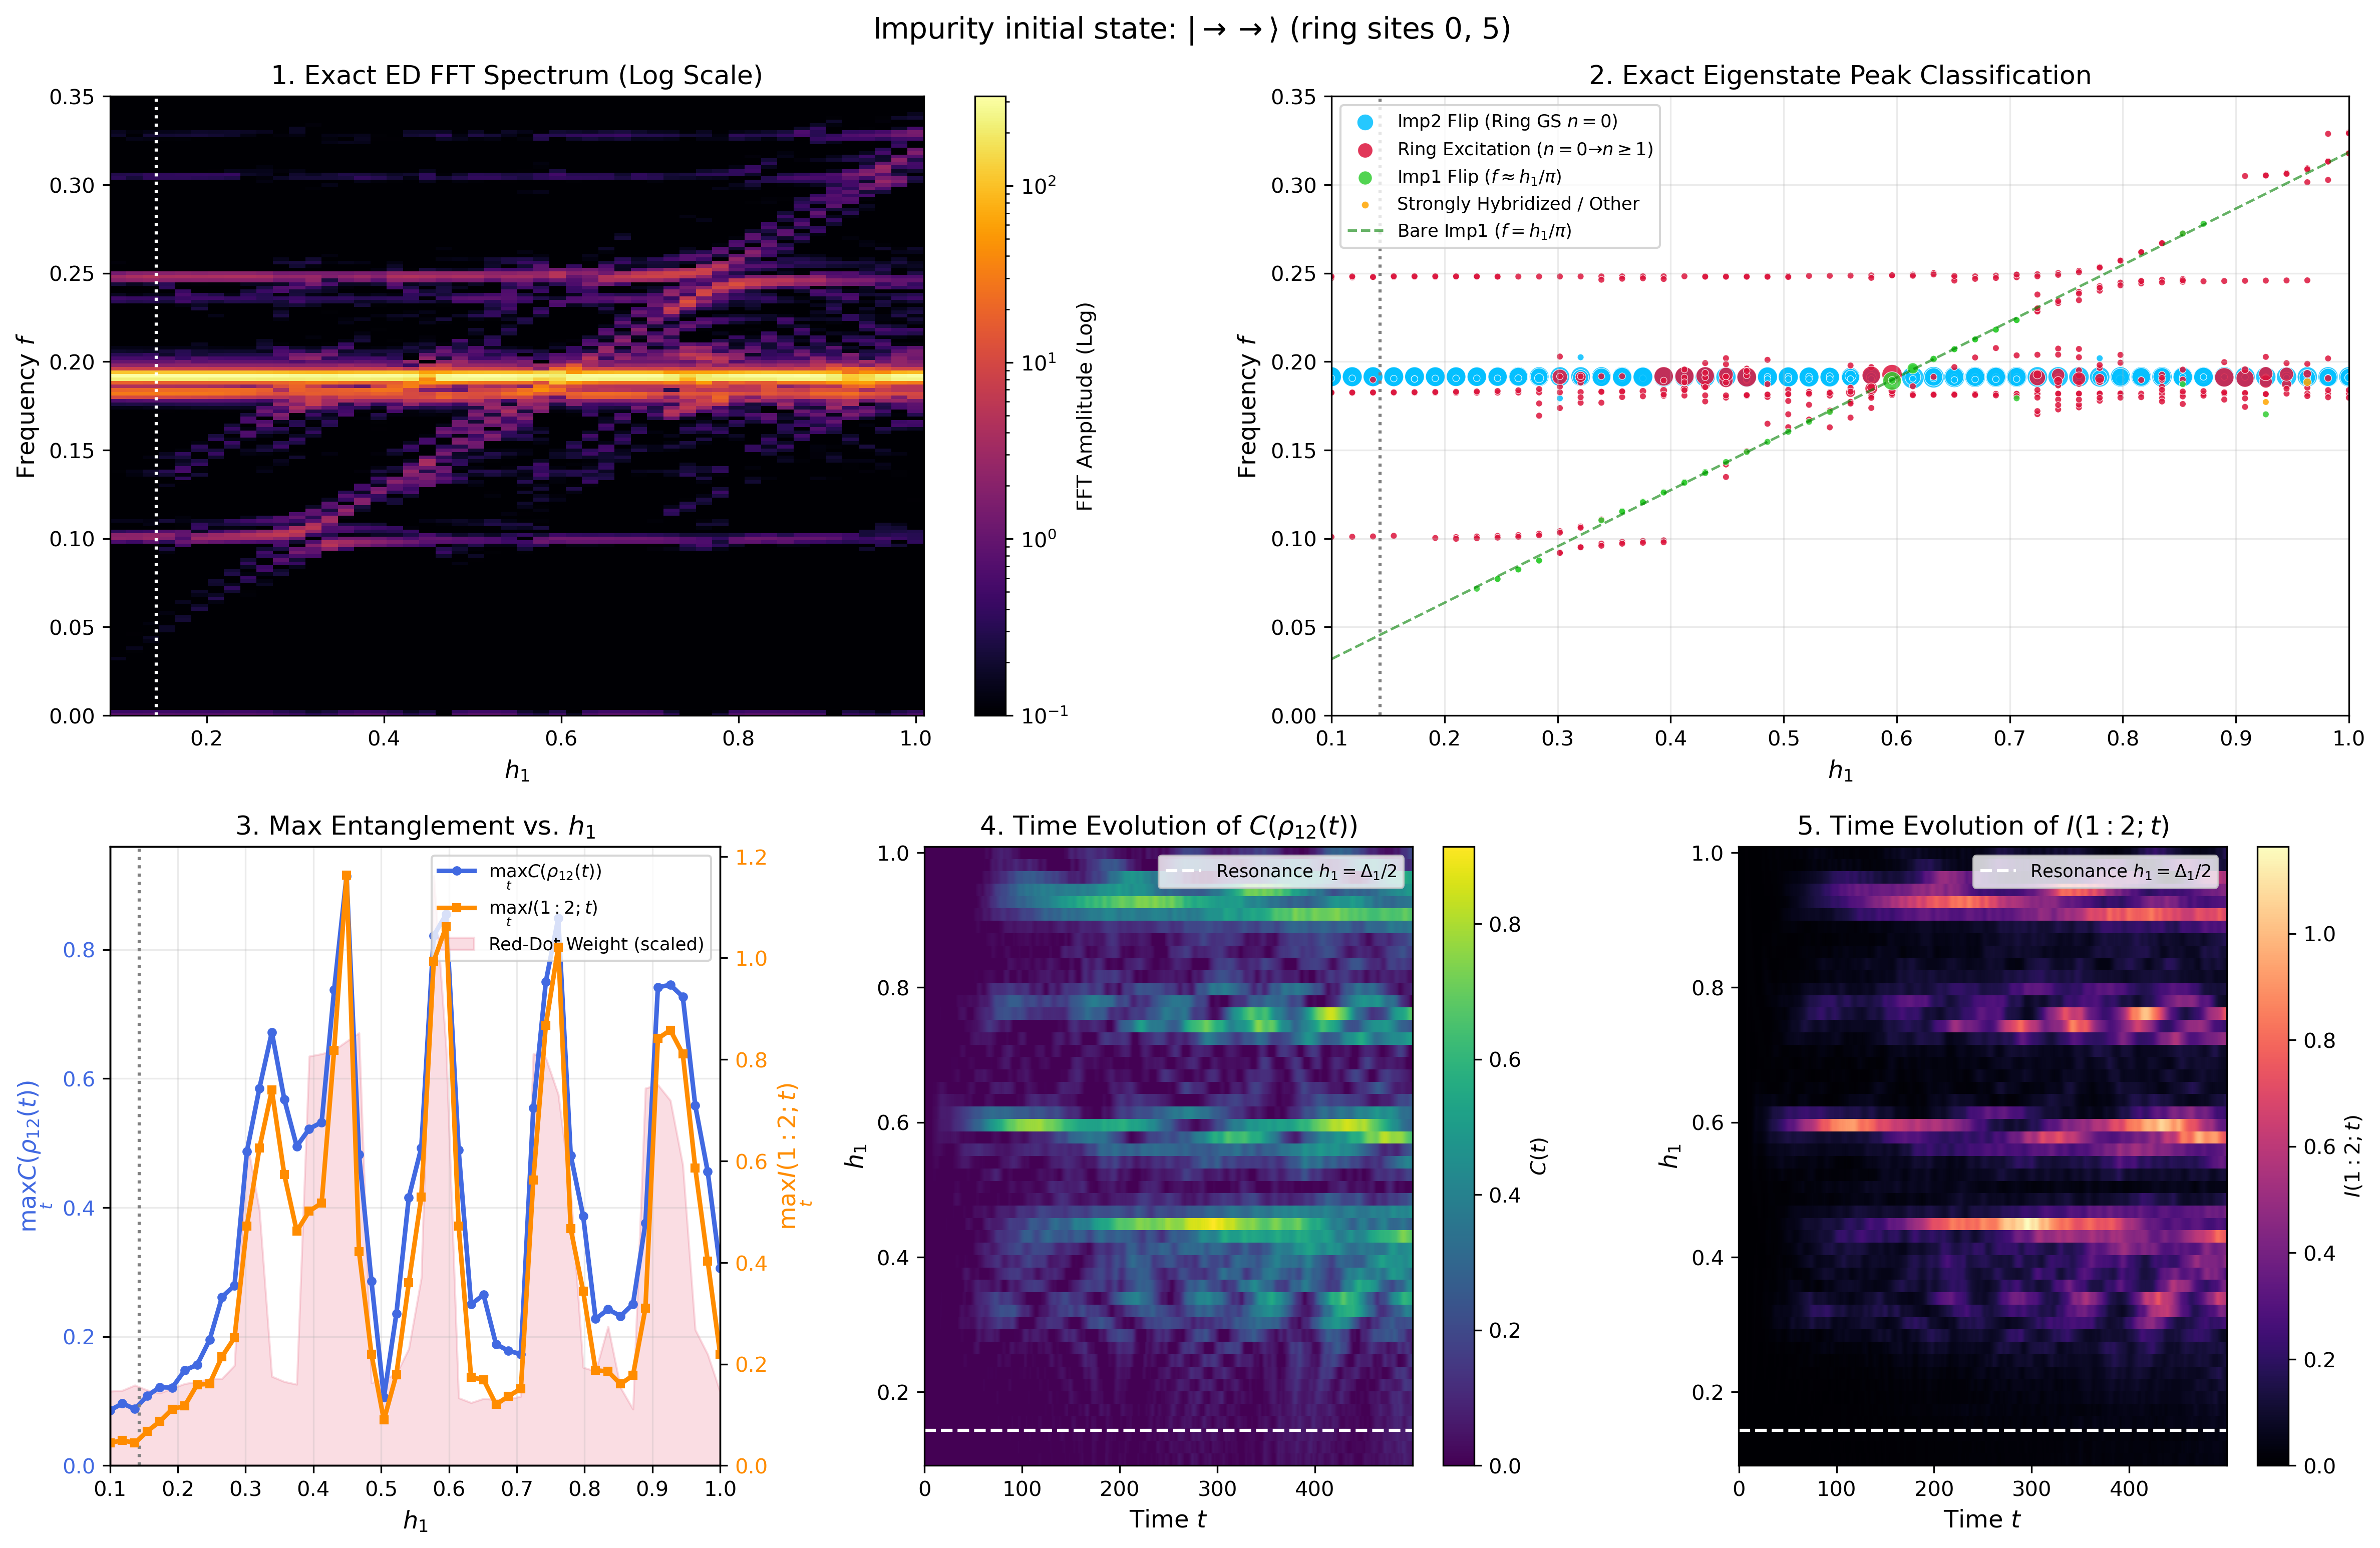 Impurity initial state: |→→⟩ (ring sites 0, 5)
1. Exact ED FFT Spectrum (Log Scale)
0.35
0.30
0.25
0.20
0.15
0.10
0.05
0.00
Frequency f
0.2
0.4
0.6
0.8
1.0
h₁
10²
10¹
10⁰
10⁻¹
FFT Amplitude (Log)
2. Exact Eigenstate Peak Classification
Imp2 Flip (Ring GS n = 0)
Ring Excitation (n = 0→n ≥ 1)
Imp1 Flip (f ≈ h₁/π)
Strongly Hybridized / Other
Bare Imp1 (f = h₁/π)
0.35
0.30
0.25
0.20
0.15
0.10
0.05
0.00
Frequency f
0.1
0.2
0.3
0.4
0.5
0.6
0.7
0.8
0.9
1.0
h₁
3. Max Entanglement vs. h₁
max C(ρ₁₂(t))
t
max I(1 : 2; t)
t
Red-Dot Weight (scaled)
0.8
0.6
0.4
0.2
0.0
max C(ρ₁₂(t))
t
1.2
1.0
0.8
0.6
0.4
0.2
0.0
max I(1 : 2; t)
t
0.1
0.2
0.3
0.4
0.5
0.6
0.7
0.8
0.9
1.0
h₁
4. Time Evolution of C(ρ₁₂(t))
Resonance h₁ = Δ₁/2
1.0
0.8
0.6
0.4
0.2
h₁
0
100
200
300
400
Time t
0.8
0.6
0.4
0.2
0.0
C(t)
5. Time Evolution of I(1 : 2; t)
Resonance h₁ = Δ₁/2
1.0
0.8
0.6
0.4
0.2
h₁
0
100
200
300
400
Time t
1.0
0.8
0.6
0.4
0.2
0.0
I(1 : 2; t)